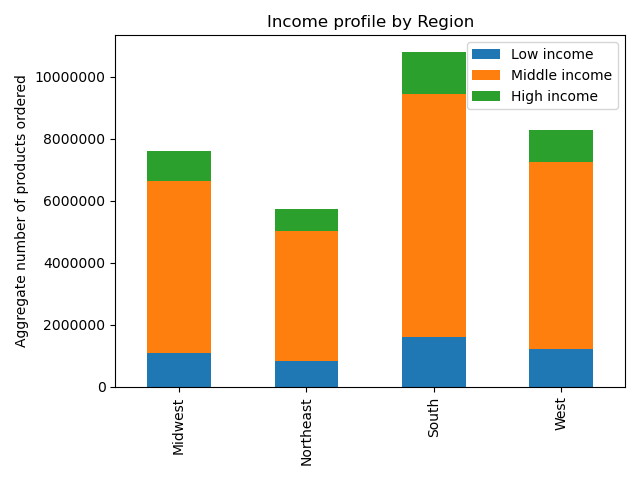 Income profile by Region
Low income
Middle income
High income
Aggregate number of products ordered
10000000
8000000
6000000
4000000
2000000
0
Midwest
Northeast
South
West